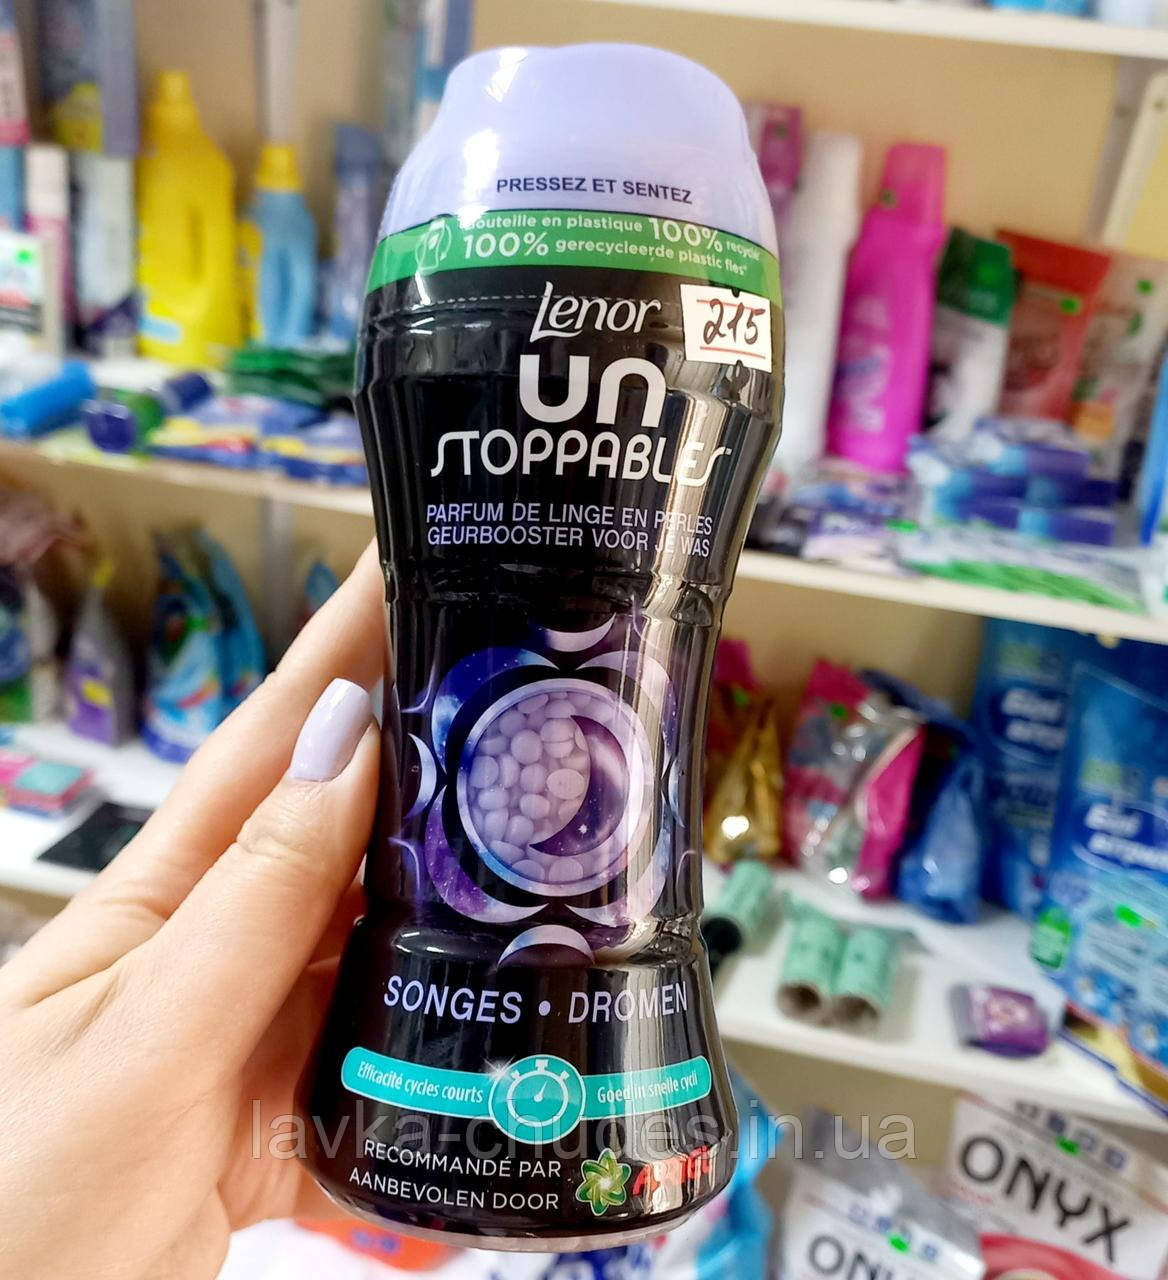 PRESSEZ ET SENTEZ
Bouteille en plastique 100% recyclé
100% gerecycleerde plastic fles*
Lenor
215
UN
STOPPABLES
PARFUM DE LINGE EN PERLES
GEURBOOSTER VOOR JE WAS
SONGES • DROMEN
Efficacité cycles courts
Goed in snelle cycli
lavka-chudes.in.ua
RECOMMANDÉ PAR
AANBEVOLEN DOOR
ARIEL
ONYX